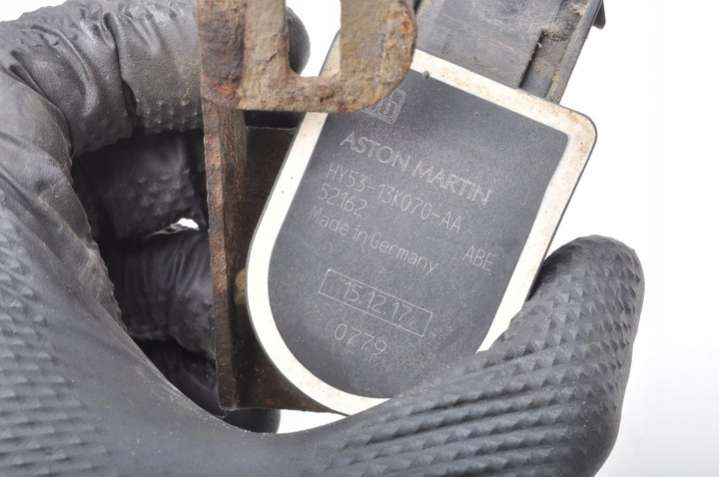 ASTON MARTIN
HY53-13K070-AA
52162 ABE
Made in Germany
15.12.17
0779